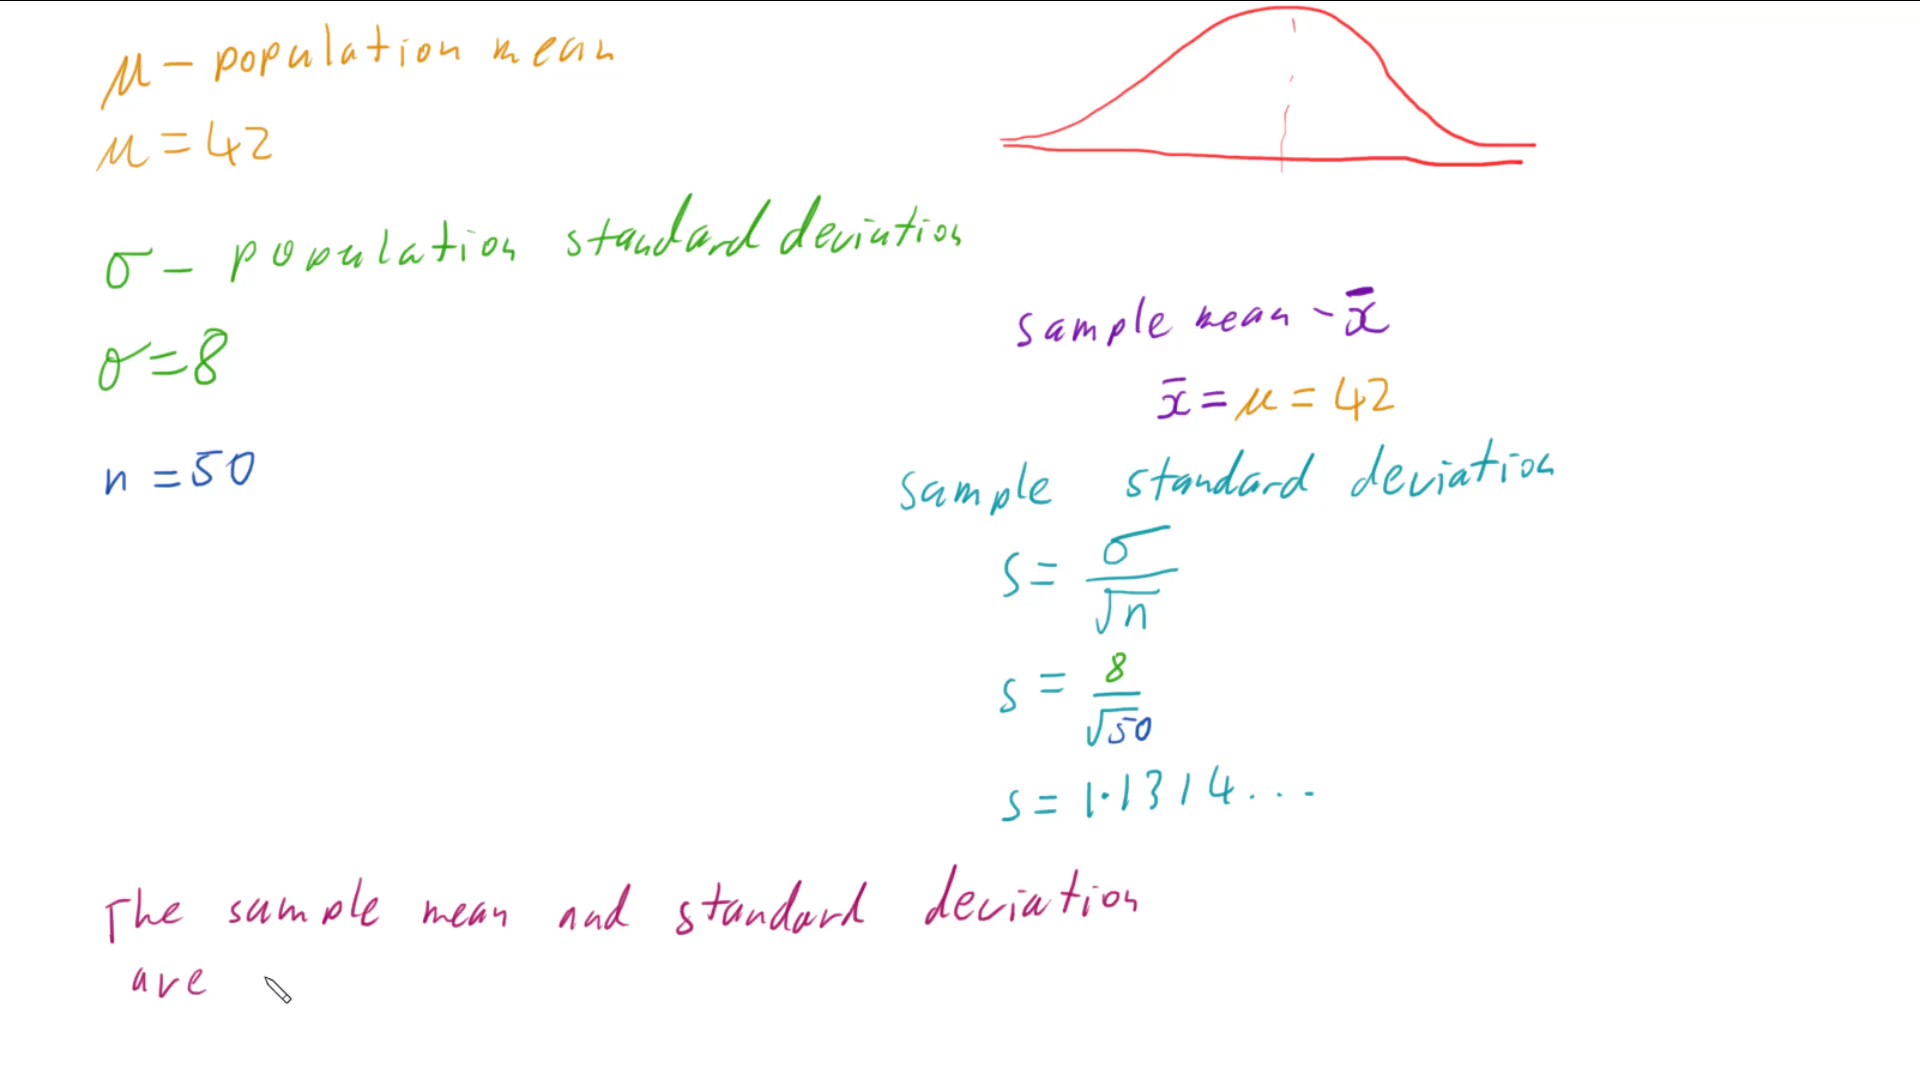 μ - population mean
μ = 42
σ - population standard deviation
σ = 8
n = 50
sample mean - x̄
x̄ = μ = 42
sample standard deviation
s = σ/√n
s = 8/√50
s = 1.1314...
The sample mean and standard deviation
are